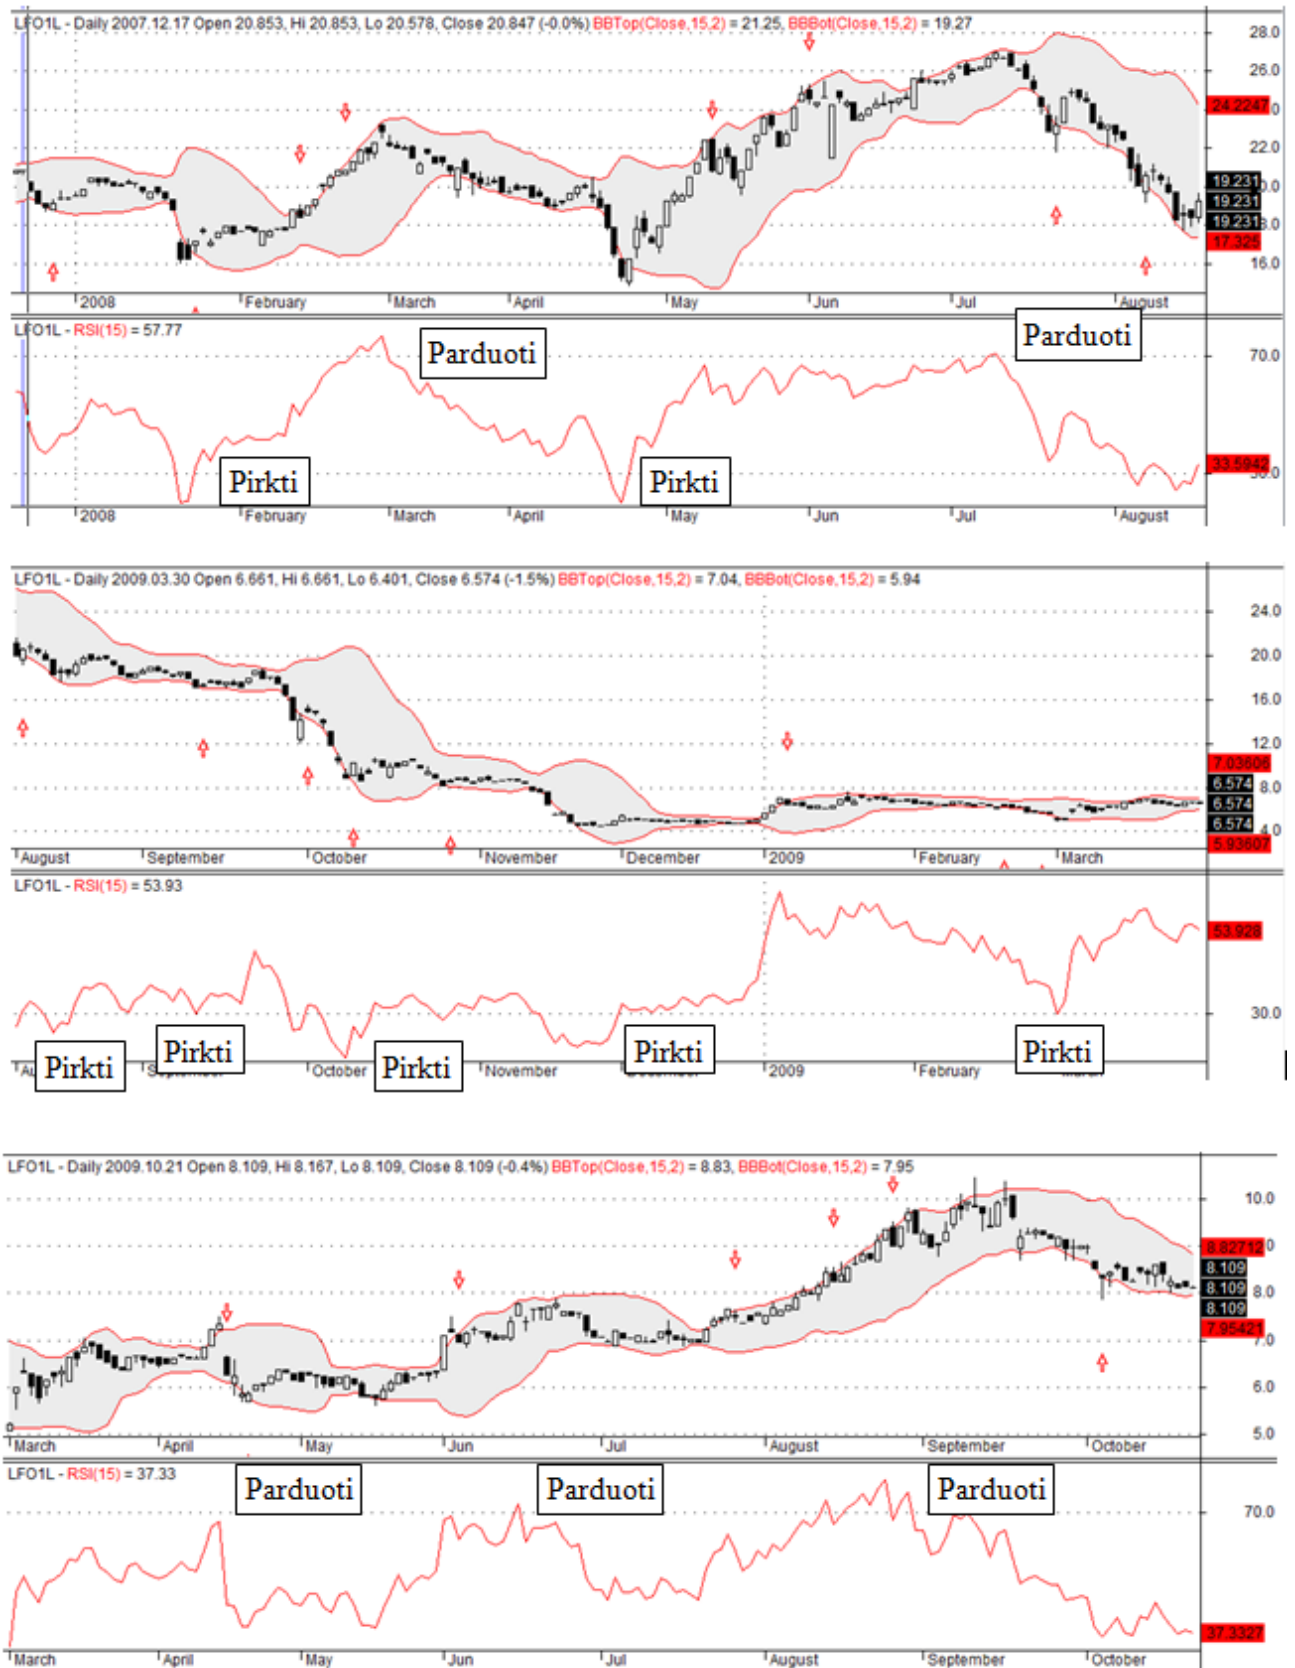 LFO1L - Daily 2007.12.17 Open 20.853, Hi 20.853, Lo 20.578, Close 20.847 (-0.0%) BBTop(Close,15,2) = 21.25, BBBot(Close,15,2) = 19.27
28.0
26.0
24.2247
22.0
19.231
19.231
19.231
17.325
16.0
2008 February March April May Jun Jul August
LFO1L - RSI(15) = 57.77
Parduoti
Parduoti
70.0
Pirkti
Pirkti
33.5942
30.0
2008 February March April May Jun Jul August
LFO1L - Daily 2009.03.30 Open 6.661, Hi 6.661, Lo 6.401, Close 6.574 (-1.5%) BBTop(Close,15,2) = 7.04, BBBot(Close,15,2) = 5.94
24.0
20.0
16.0
12.0
7.03606
6.574
8.0
6.574
6.574
4.0
5.93607
August September October November December 2009 February March
LFO1L - RSI(15) = 53.93
53.928
30.0
Pirkti
Pirkti
Pirkti
Pirkti
Pirkti
October November 2009 February
LFO1L - Daily 2009.10.21 Open 8.109, Hi 8.167, Lo 8.109, Close 8.109 (-0.4%) BBTop(Close,15,2) = 8.83, BBBot(Close,15,2) = 7.95
10.0
8.82712
8.109
8.109
8.0
8.109
7.95421
7.0
6.0
5.0
March April May Jun Jul August September October
LFO1L - RSI(15) = 37.33
Parduoti
Parduoti
Parduoti
70.0
37.3327
March April May Jun Jul August September October